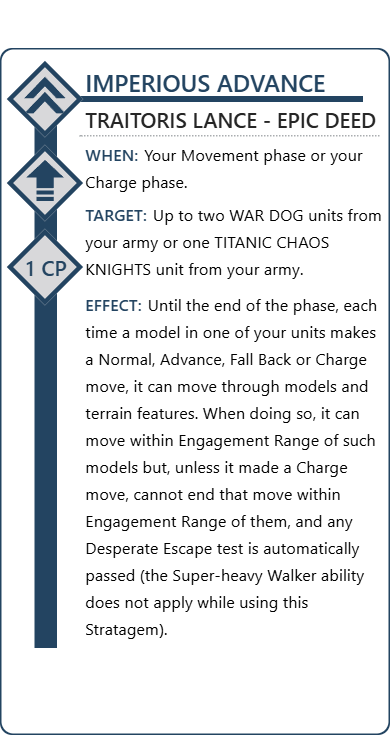 IMPERIOUS ADVANCE
TRAITORIS LANCE - EPIC DEED
WHEN: Your Movement phase or your
Charge phase.
TARGET: Up to two WAR DOG units from
your army or one TITANIC CHAOS
KNIGHTS unit from your army.
1 CP
EFFECT: Until the end of the phase, each
time a model in one of your units makes
a Normal, Advance, Fall Back or Charge
move, it can move through models and
terrain features. When doing so, it can
move within Engagement Range of such
models but, unless it made a Charge
move, cannot end that move within
Engagement Range of them, and any
Desperate Escape test is automatically
passed (the Super-heavy Walker ability
does not apply while using this
Stratagem).